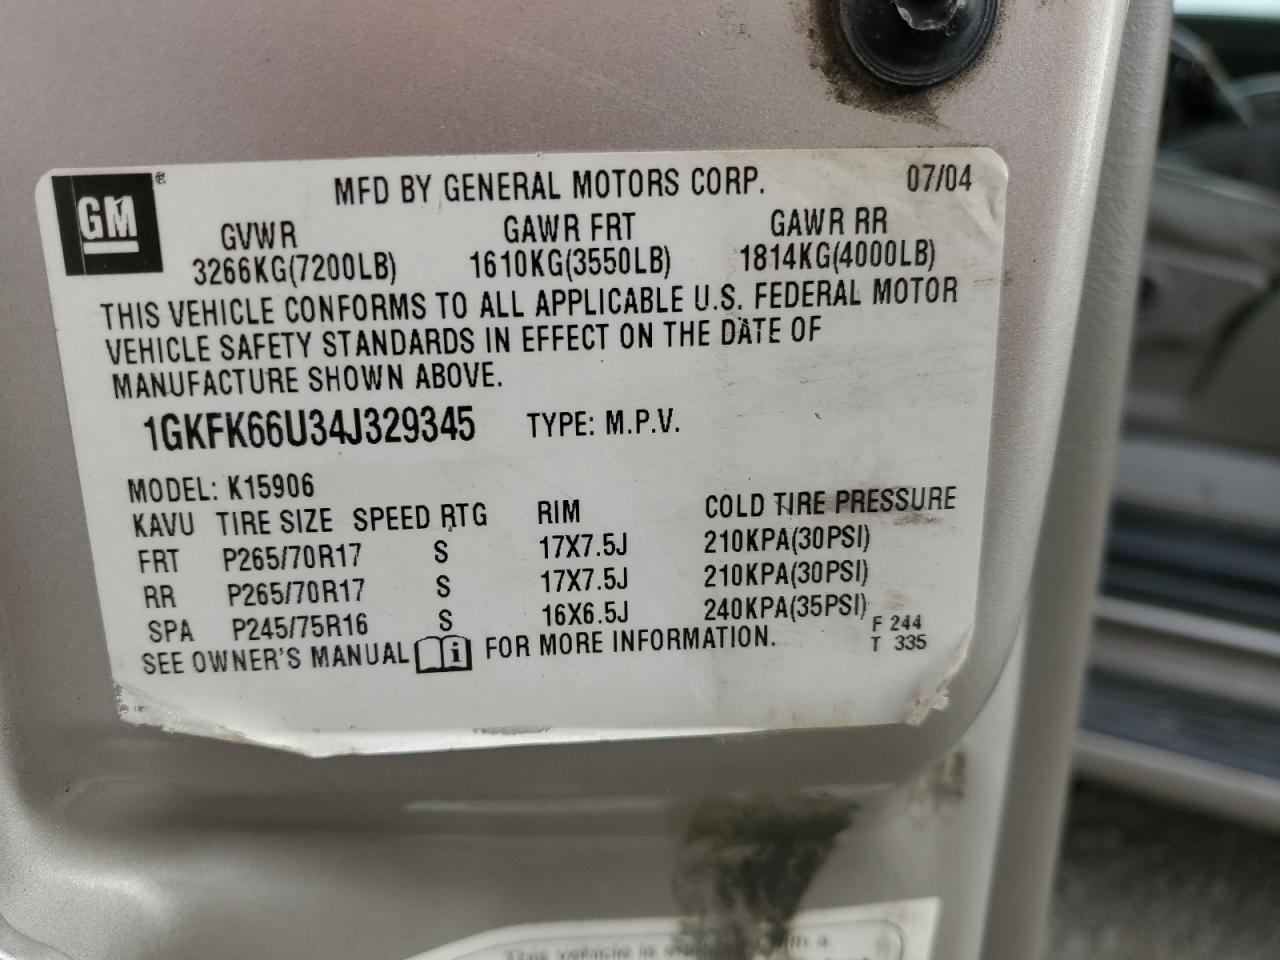 GM ® MFD BY GENERAL MOTORS CORP. 07/04
GVWR GAWR FRT GAWR RR
3266KG(7200LB) 1610KG(3550LB) 1814KG(4000LB)
THIS VEHICLE CONFORMS TO ALL APPLICABLE U.S. FEDERAL MOTOR
VEHICLE SAFETY STANDARDS IN EFFECT ON THE DATE OF
MANUFACTURE SHOWN ABOVE.
1GKFK66U34J329345 TYPE: M.P.V.
MODEL: K15906
KAVU TIRE SIZE SPEED RTG RIM COLD TIRE PRESSURE
FRT P265/70R17 S 17X7.5J 210KPA(30PSI)
RR P265/70R17 S 17X7.5J 210KPA(30PSI)
SPA P245/75R16 S 16X6.5J 240KPA(35PSI)
SEE OWNER'S MANUAL i FOR MORE INFORMATION. F 244
T 335
This vehicle is